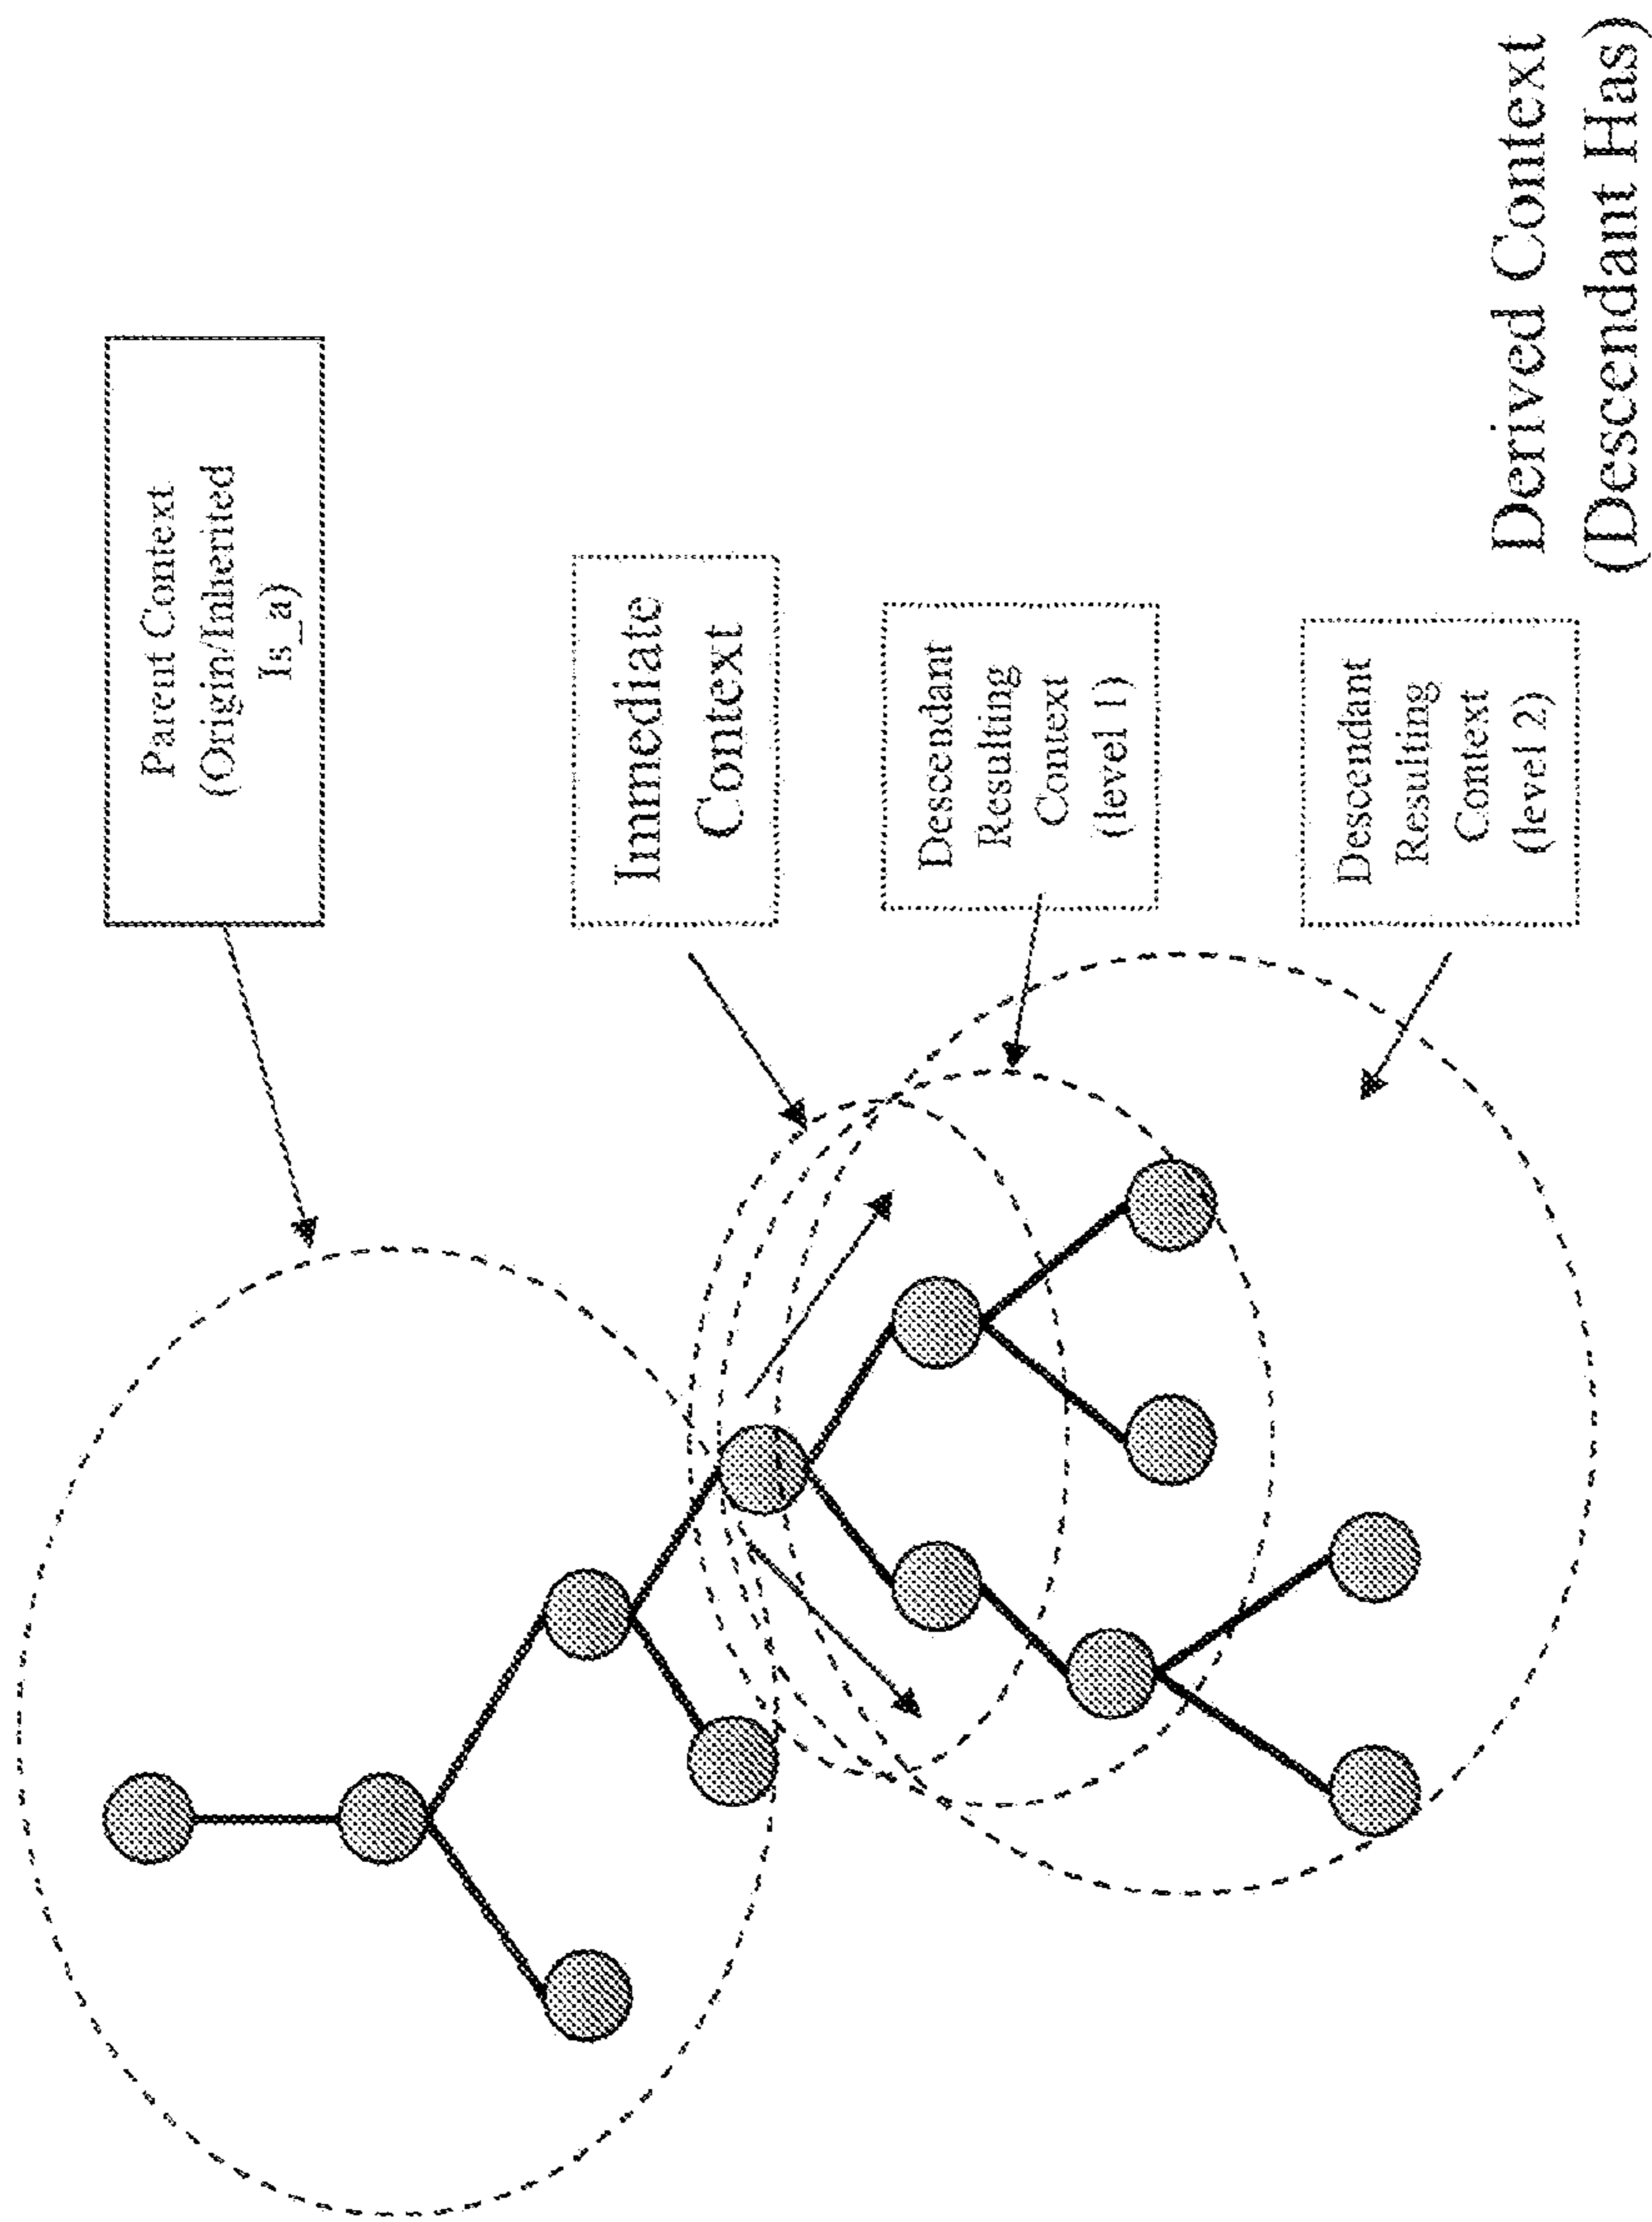 Parent Context
(Origin/Inherited
Is_a)
Immediate
Context
Descendant
Resulting
Context
(level 1)
Descendant
Resulting
Context
(level 2)
Derived Context
(Descendant Has)